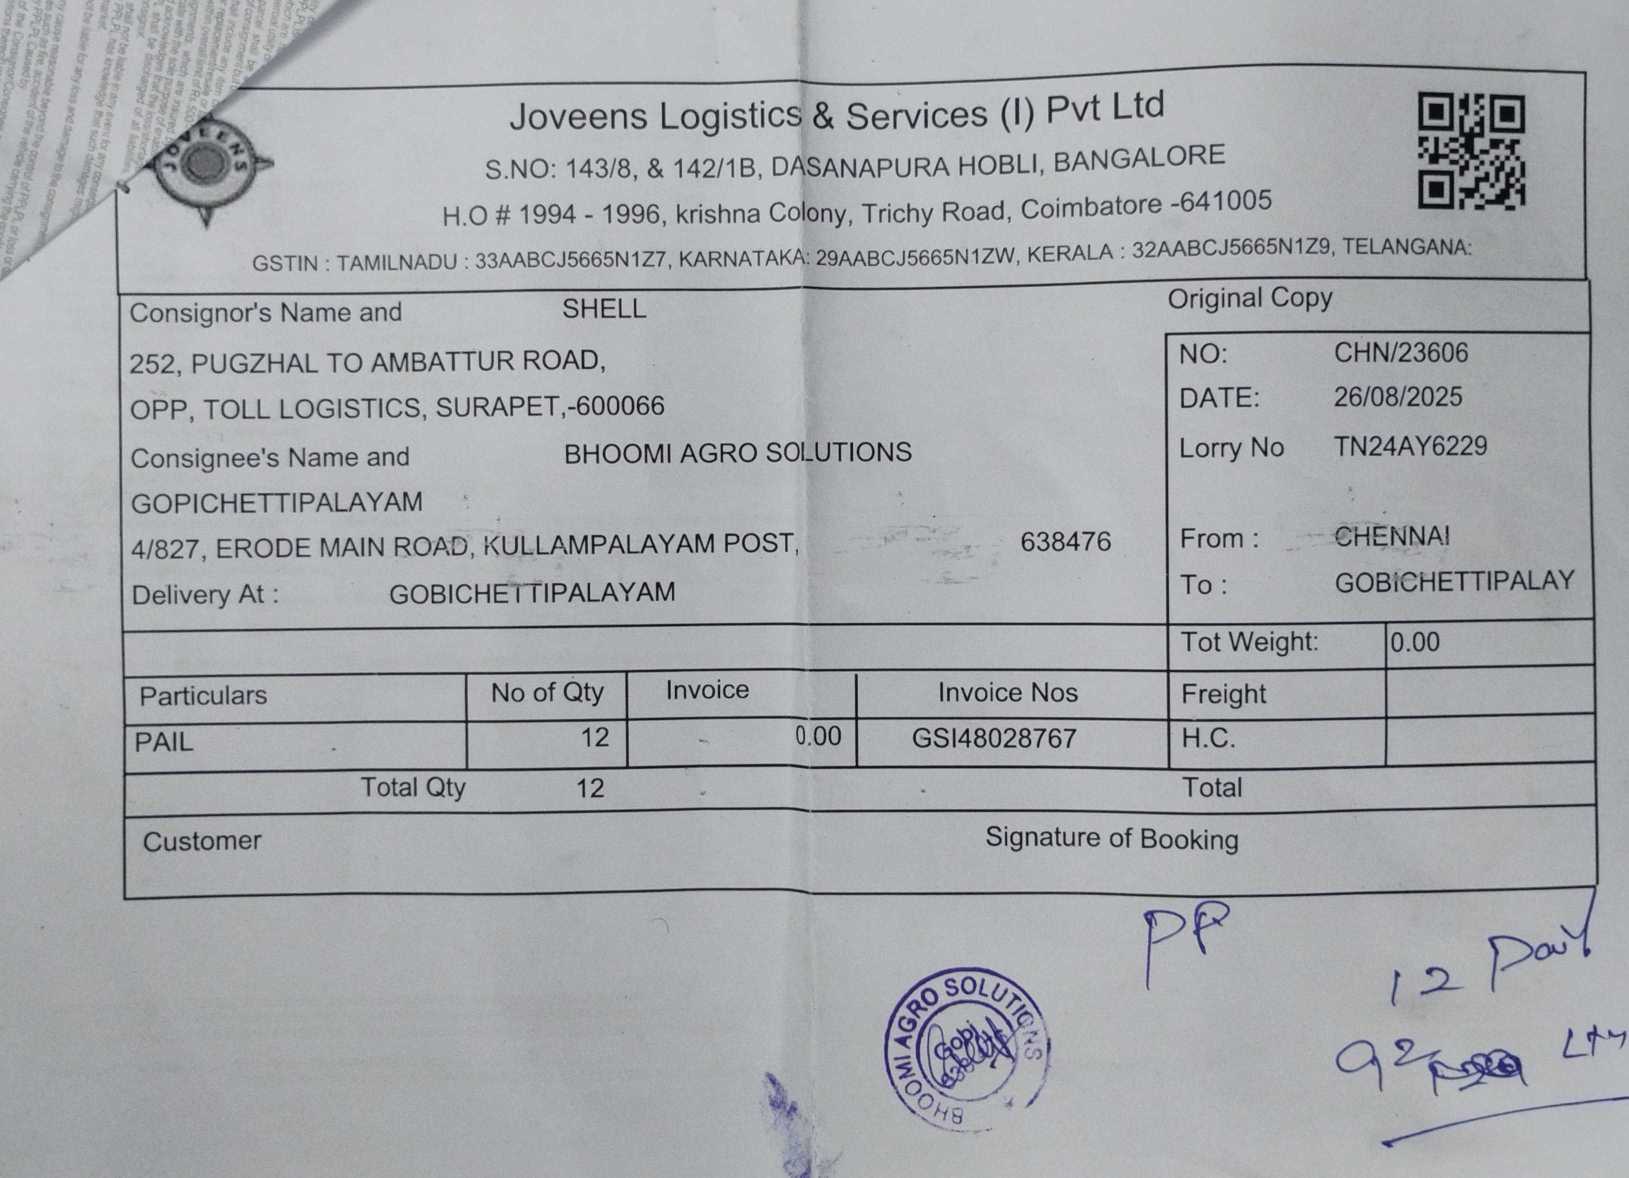 JOVEENS
Joveens Logistics & Services (I) Pvt Ltd
S.NO: 143/8, & 142/1B, DASANAPURA HOBLI, BANGALORE
H.O # 1994 - 1996, krishna Colony, Trichy Road, Coimbatore -641005
GSTIN : TAMILNADU : 33AABCJ5665N1Z7, KARNATAKA: 29AABCJ5665N1ZW, KERALA : 32AABCJ5665N1Z9, TELANGANA:
Consignor's Name and SHELL
252, PUGZHAL TO AMBATTUR ROAD,
OPP, TOLL LOGISTICS, SURAPET,-600066
Consignee's Name and BHOOMI AGRO SOLUTIONS
GOPICHETTIPALAYAM
4/827, ERODE MAIN ROAD, KULLAMPALAYAM POST, 638476
Delivery At : GOBICHETTIPALAYAM
Original Copy
NO: CHN/23606
DATE: 26/08/2025
Lorry No TN24AY6229
From : CHENNAI
To : GOBICHETTIPALAY
Tot Weight: 0.00
Particulars No of Qty Invoice Invoice Nos Freight
PAIL 12 0.00 GSI48028767 H.C.
Total Qty 12 Total
Customer Signature of Booking
12 Pail
92 Ltr
BHOOMI AGRO SOLUTIONS
Gobi